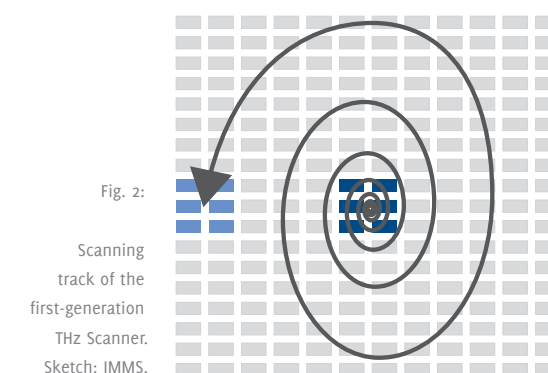 Fig. 2:
Scanning
track of the
first-generation
THz Scanner.
Sketch: IMMS.